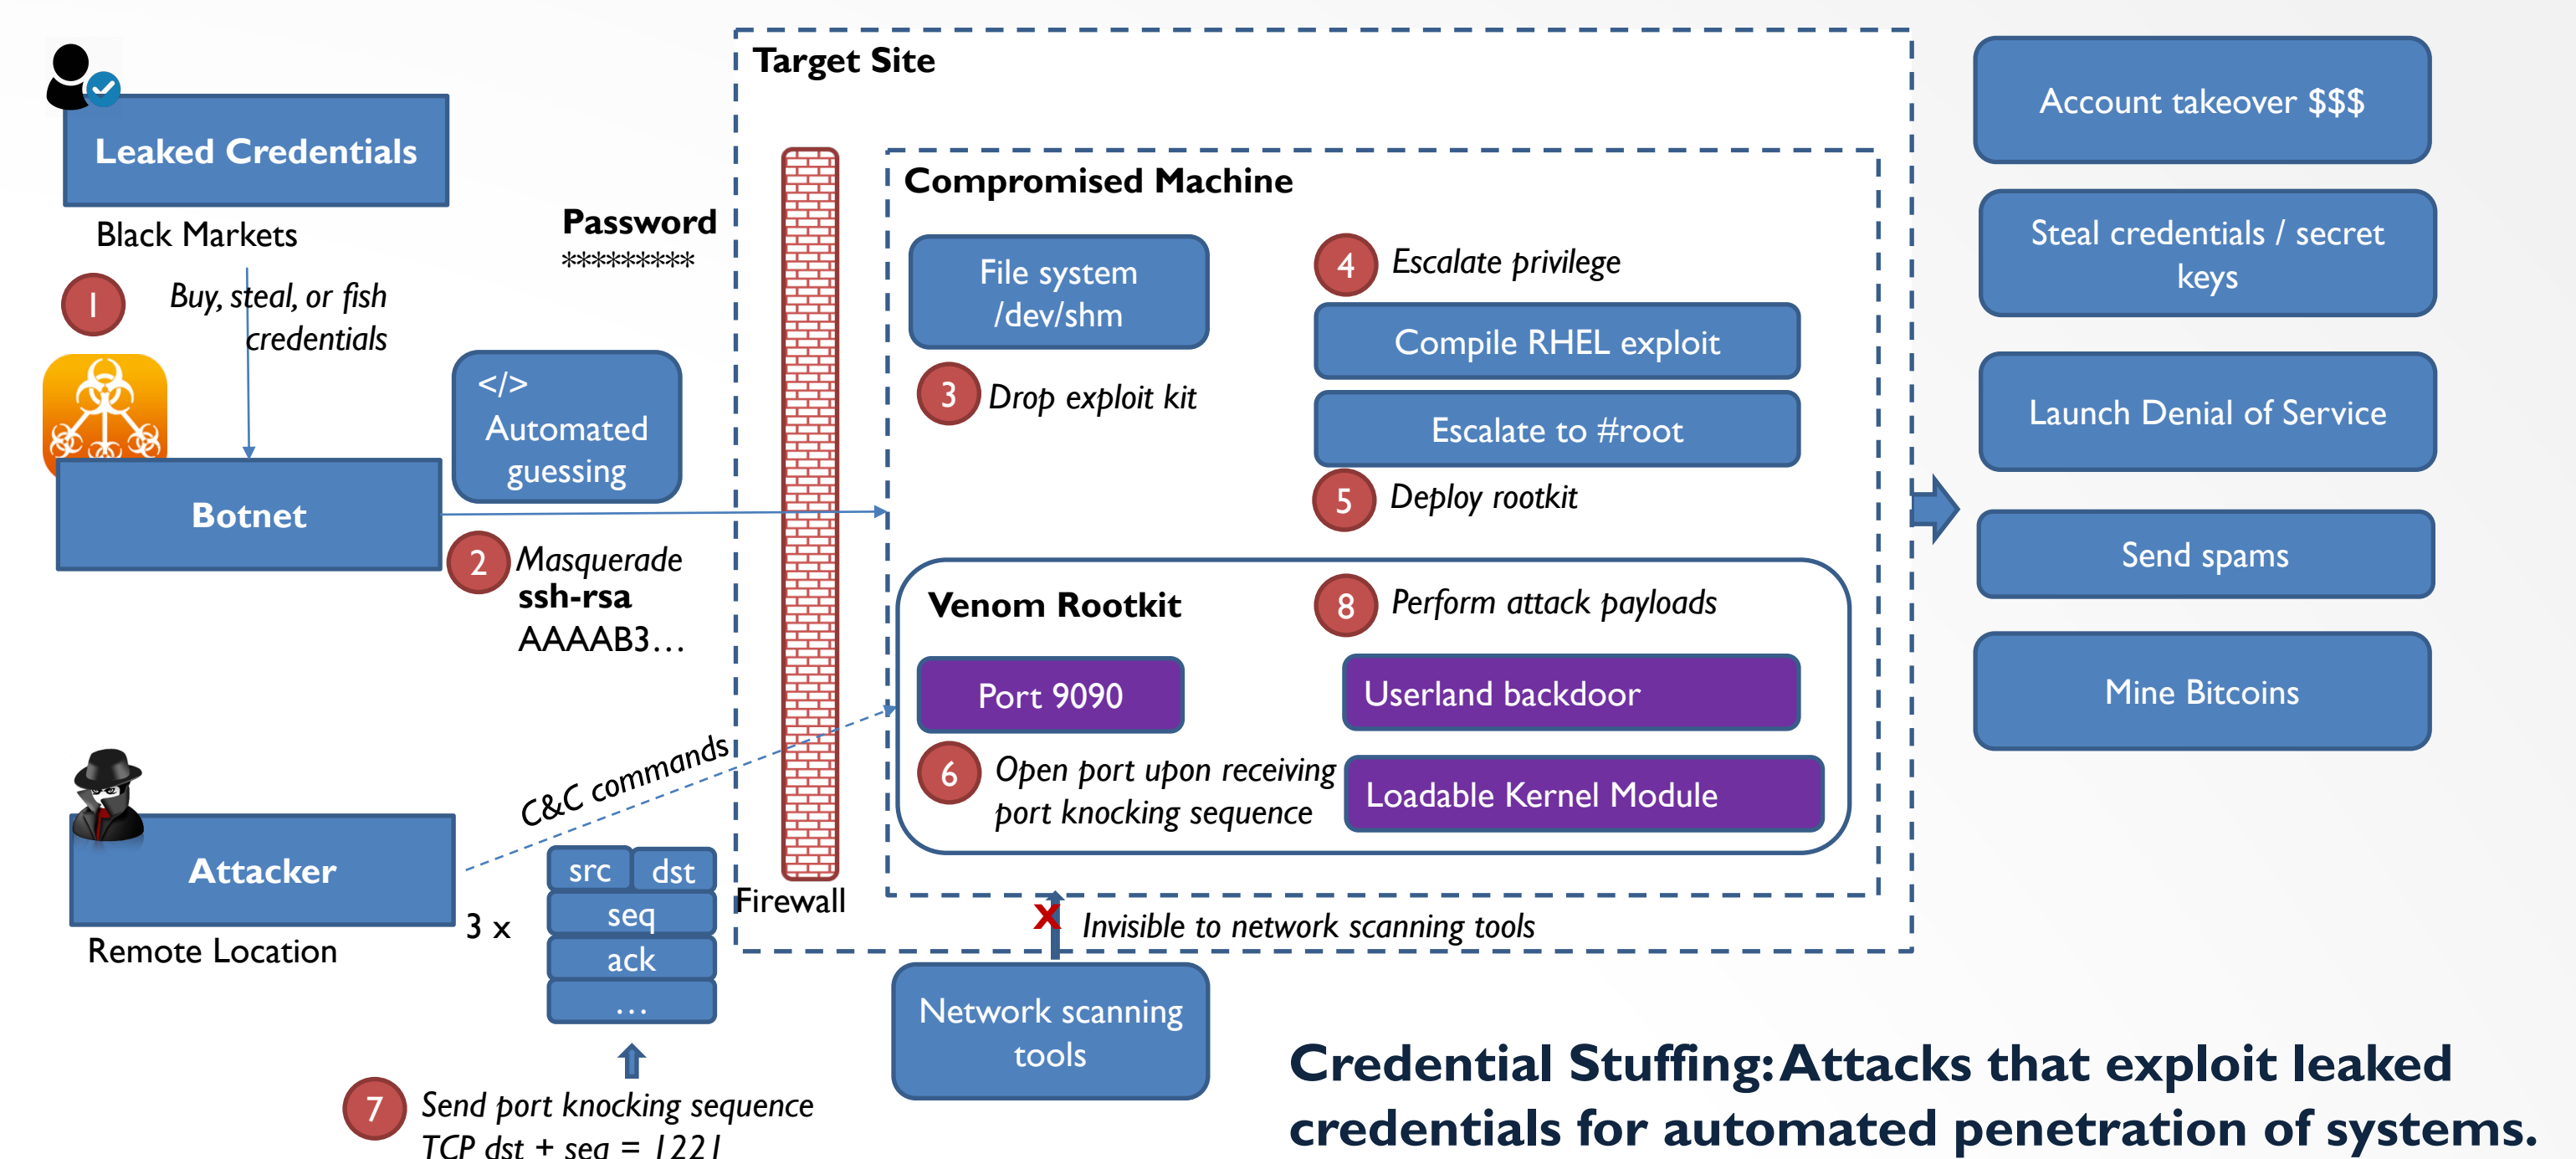 Target Site
Leaked Credentials
Black Markets
1
Buy, steal, or fish
credentials
Password
*********
</>
Automated
guessing
Botnet
2
Masquerade
ssh-rsa
AAAAB3...
Attacker
Remote Location
C&C commands
3 x
src
dst
seq
ack
...
7
Send port knocking sequence
TCP dst + seq = 1221
Firewall
Compromised Machine
File system
/dev/shm
3
Drop exploit kit
4
Escalate privilege
Compile RHEL exploit
Escalate to #root
5
Deploy rootkit
Venom Rootkit
Port 9090
6
Open port upon receiving
port knocking sequence
8
Perform attack payloads
Userland backdoor
Loadable Kernel Module
X
Invisible to network scanning tools
Network scanning
tools
Account takeover $$$
Steal credentials / secret
keys
Launch Denial of Service
Send spams
Mine Bitcoins
Credential Stuffing: Attacks that exploit leaked
credentials for automated penetration of systems.